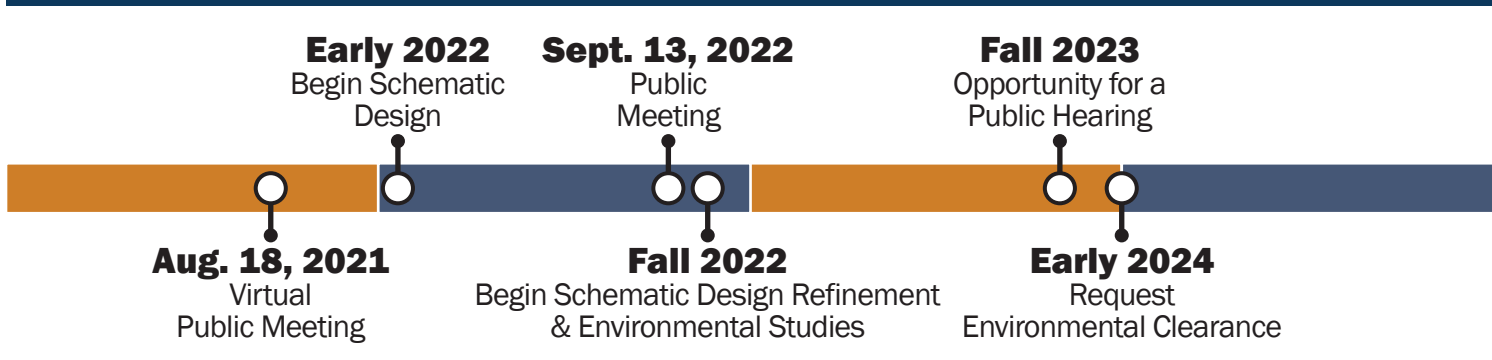 Early 2022
Begin Schematic
Design
Sept. 13, 2022
Public
Meeting
Fall 2023
Opportunity for a
Public Hearing
Aug. 18, 2021
Virtual
Public Meeting
Fall 2022
Begin Schematic Design Refinement
& Environmental Studies
Early 2024
Request
Environmental Clearance